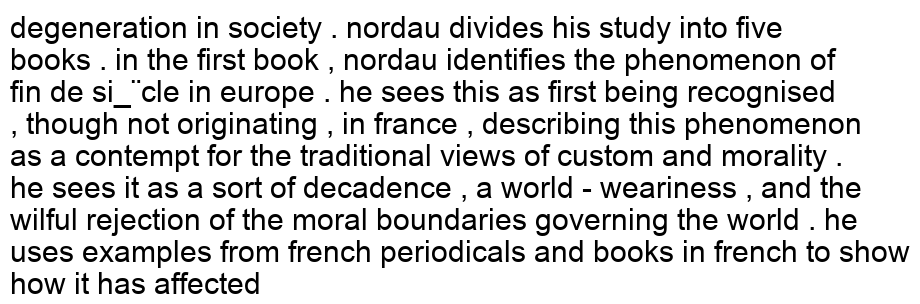 degeneration in society . nordau divides his study into five
books . in the first book , nordau identifies the phenomenon of
fin de si_¨cle in europe . he sees this as first being recognised
, though not originating , in france , describing this phenomenon
as a contempt for the traditional views of custom and morality .
he sees it as a sort of decadence , a world - weariness , and the
wilful rejection of the moral boundaries governing the world . he
uses examples from french periodicals and books in french to show
how it has affected